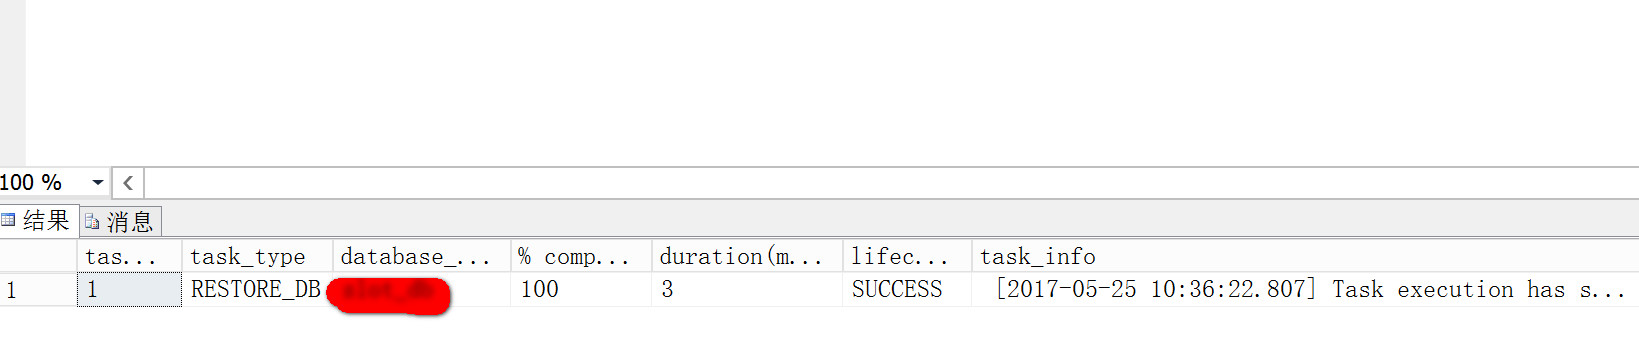 100 %
结果 消息
tas... task_type database_... % comp... duration(m... lifec... task_info
1 1 RESTORE_DB 100 3 SUCCESS [2017-05-25 10:36:22.807] Task execution has s...